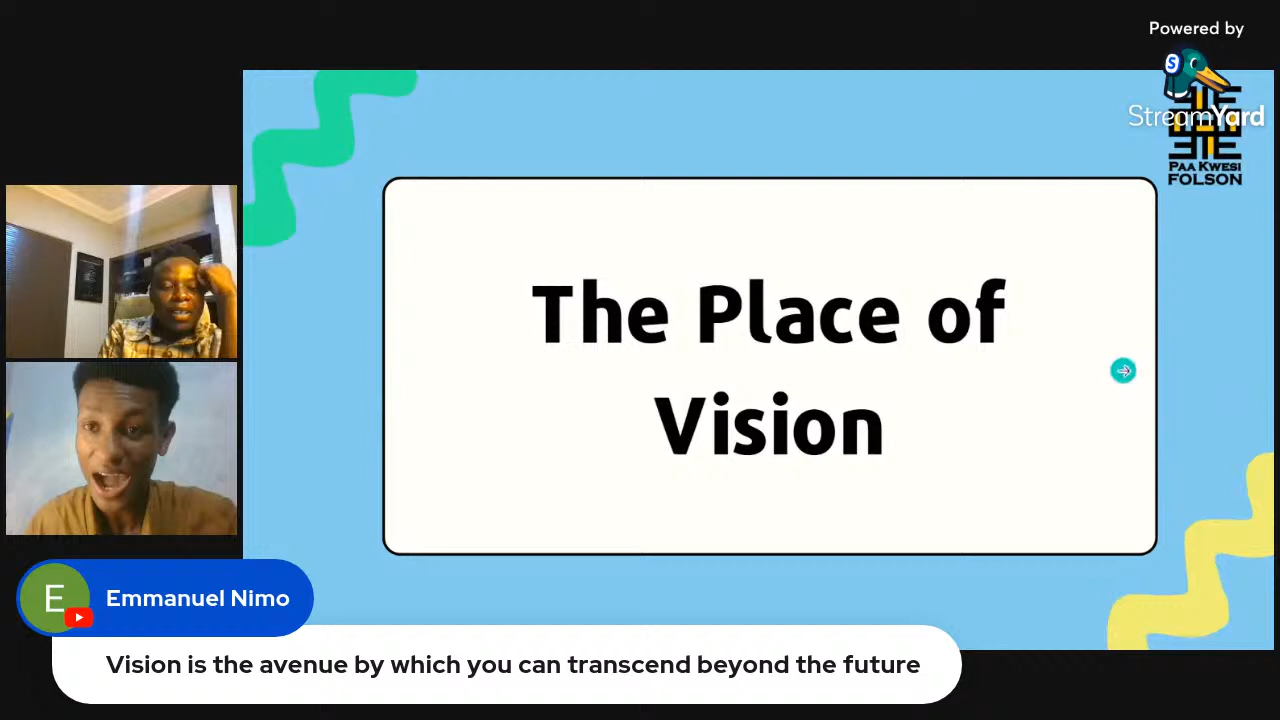 Powered by
S
StreamYard
PAA KWESI
FOLSON
The Place of
Vision
E
Emmanuel Nimo
Vision is the avenue by which you can transcend beyond the future